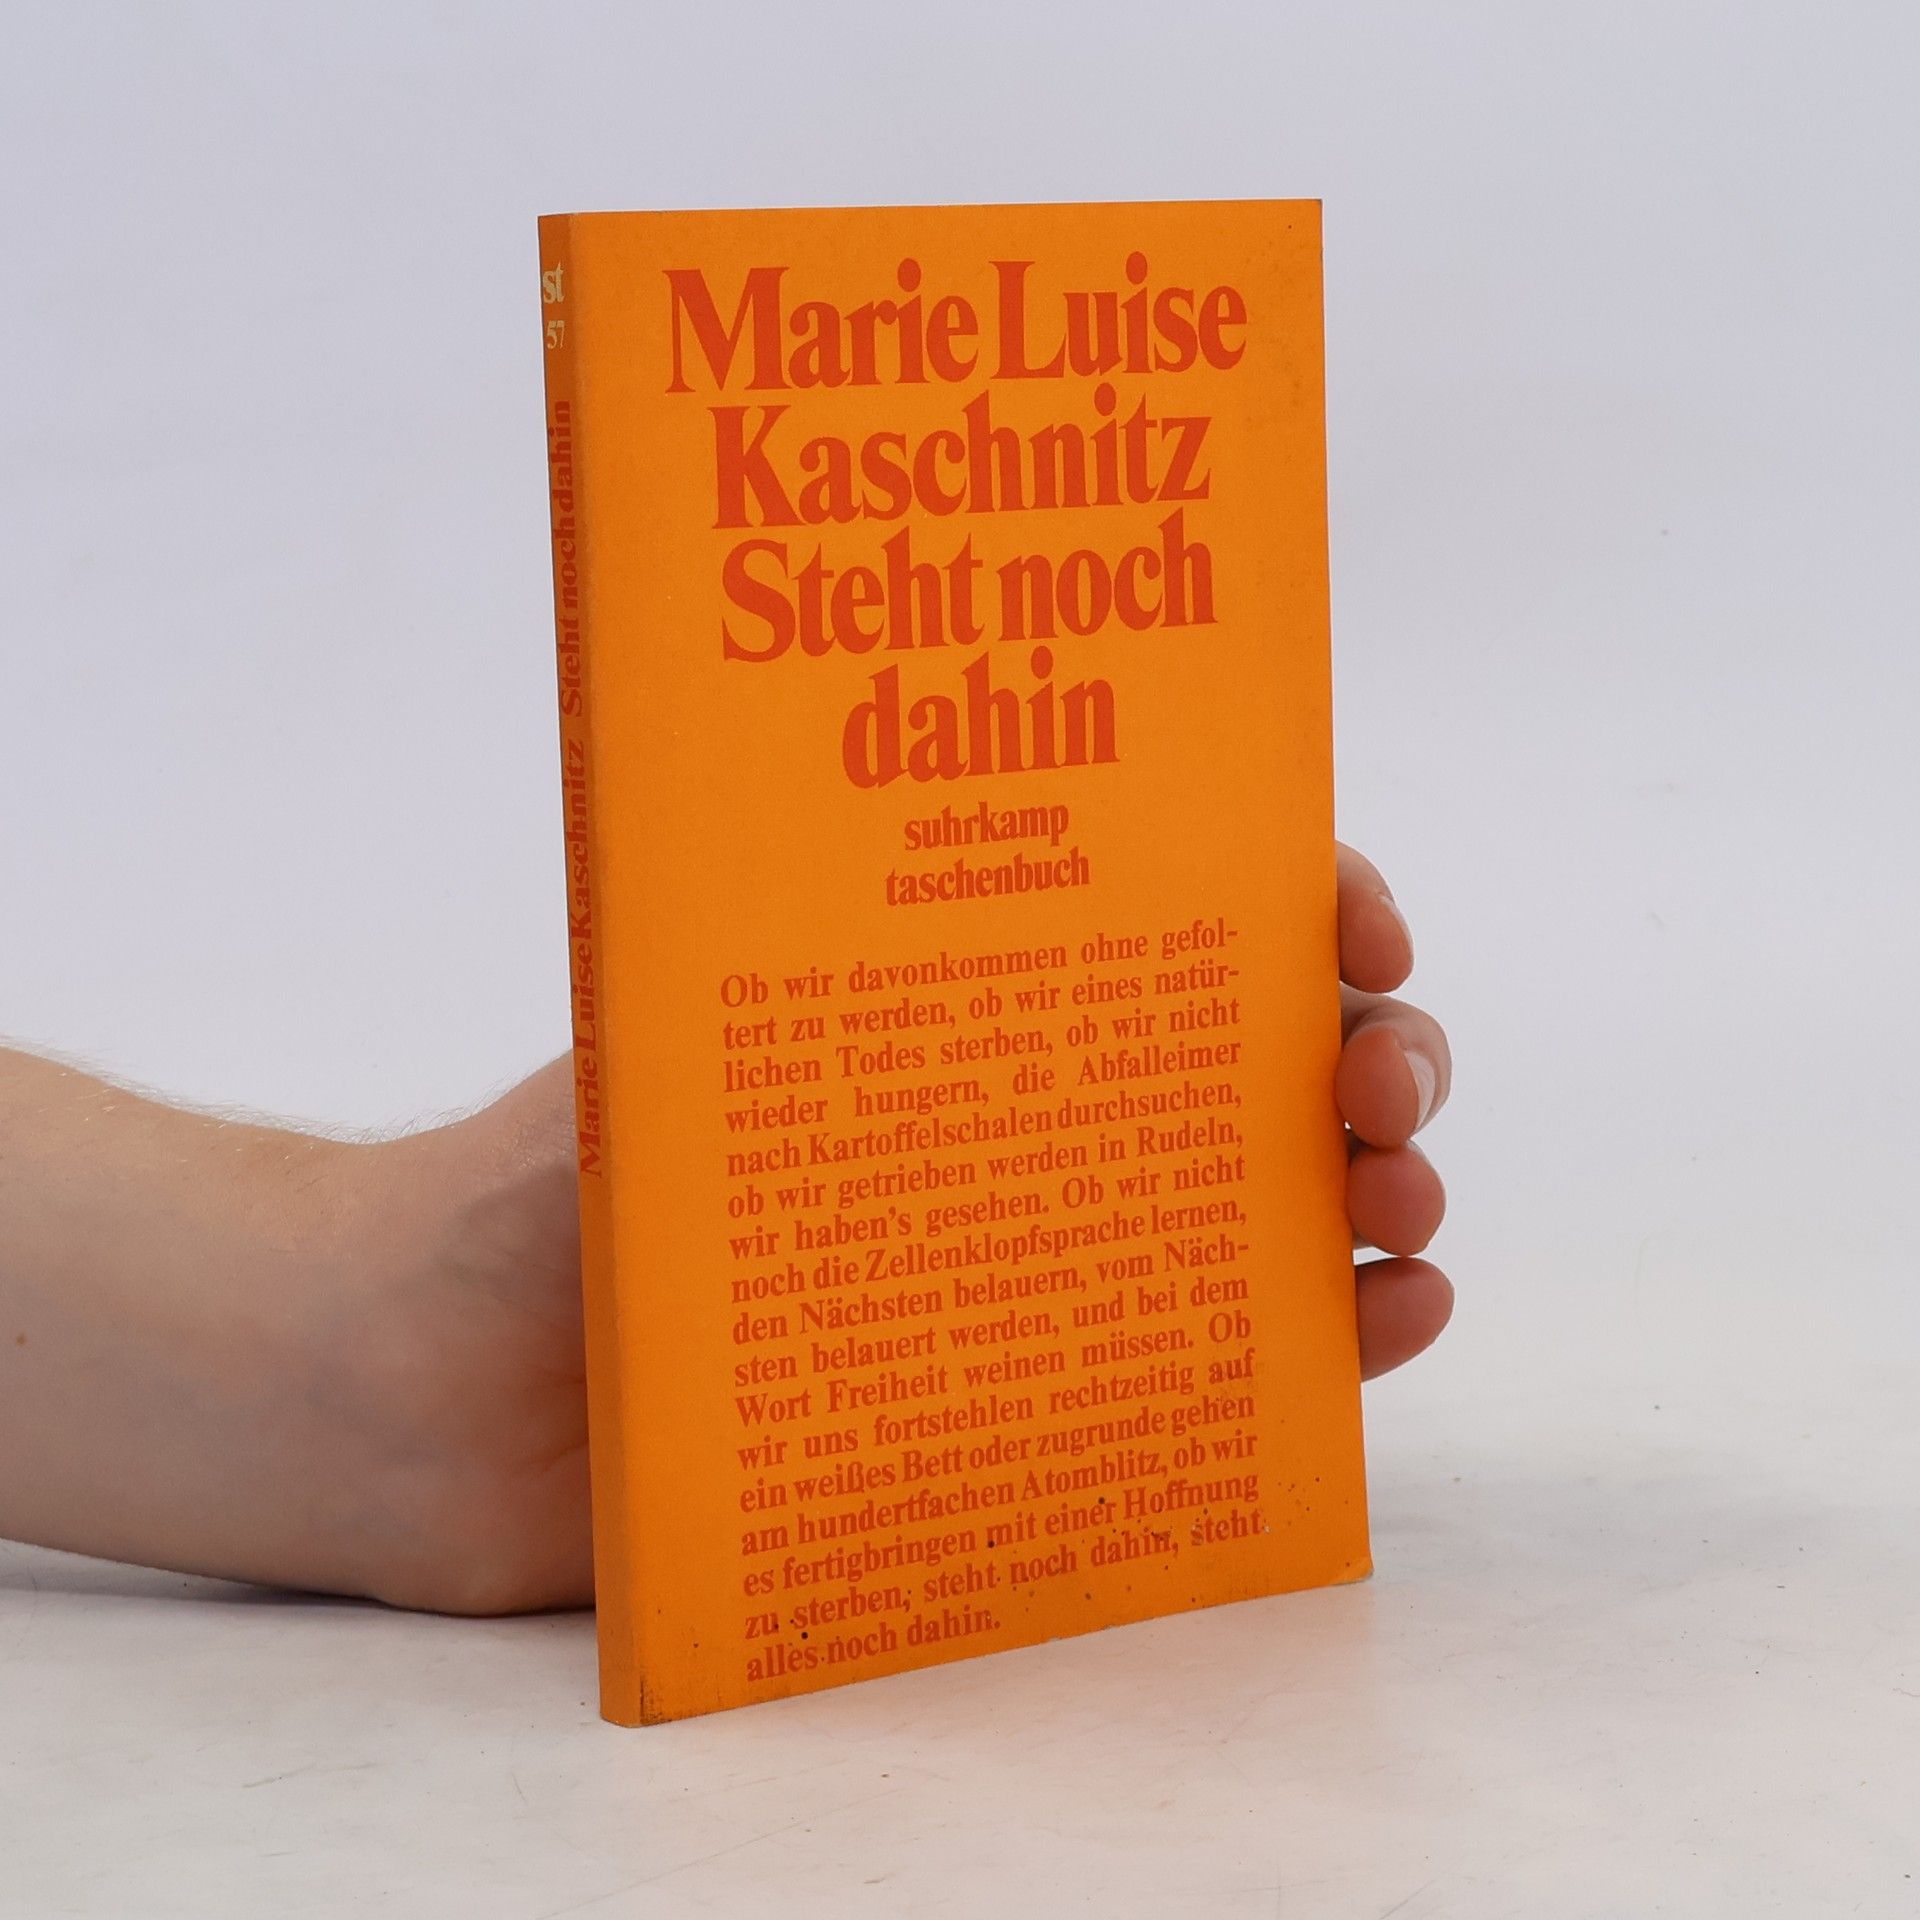 st
57
Marie Luise Kaschnitz Steht noch dahin
Marie Luise
Kaschnitz
Steht noch
dahin
suhrkamp
taschenbuch
Ob wir davonkommen ohne gefol-
tert zu werden, ob wir eines natür-
lichen Todes sterben, ob wir nicht
wieder hungern, die Abfalleimer
nach Kartoffelschalen durchsuchen,
ob wir getrieben werden in Rudeln,
wir haben's gesehen. Ob wir nicht
noch die Zellenklopfsprache lernen,
den Nächsten belauern, vom Näch-
sten belauert werden, und bei dem
Wort Freiheit weinen müssen. Ob
wir uns fortstehlen rechtzeitig auf
ein weißes Bett oder zugrunde gehen
am hundertfachen Atomblitz, ob wir
es fertigbringen mit einer Hoffnung
zu sterben, steht noch dahin, steht
alles noch dahin.